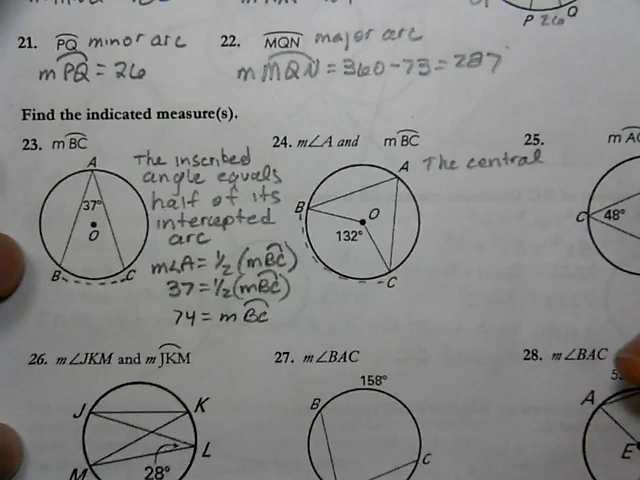 P 26 Q
21. PQ minor arc
22. MQN major arc
mPQ = 26
mMQN = 360-73 = 287
Find the indicated measure(s).
23. mBC
A
37°
O
B
C
The inscribed
angle equals
half of its
intercepted
arc
m∠A = 1/2 (mBC)
37 = 1/2 (mBC)
74 = mBC
24. m∠A and mBC
A
B
O
132°
C
The central
25.
C
48°
26. m∠JKM and mJKM
J
K
L
M
28°
27. m∠BAC
158°
B
C
28. m∠BAC
A
E